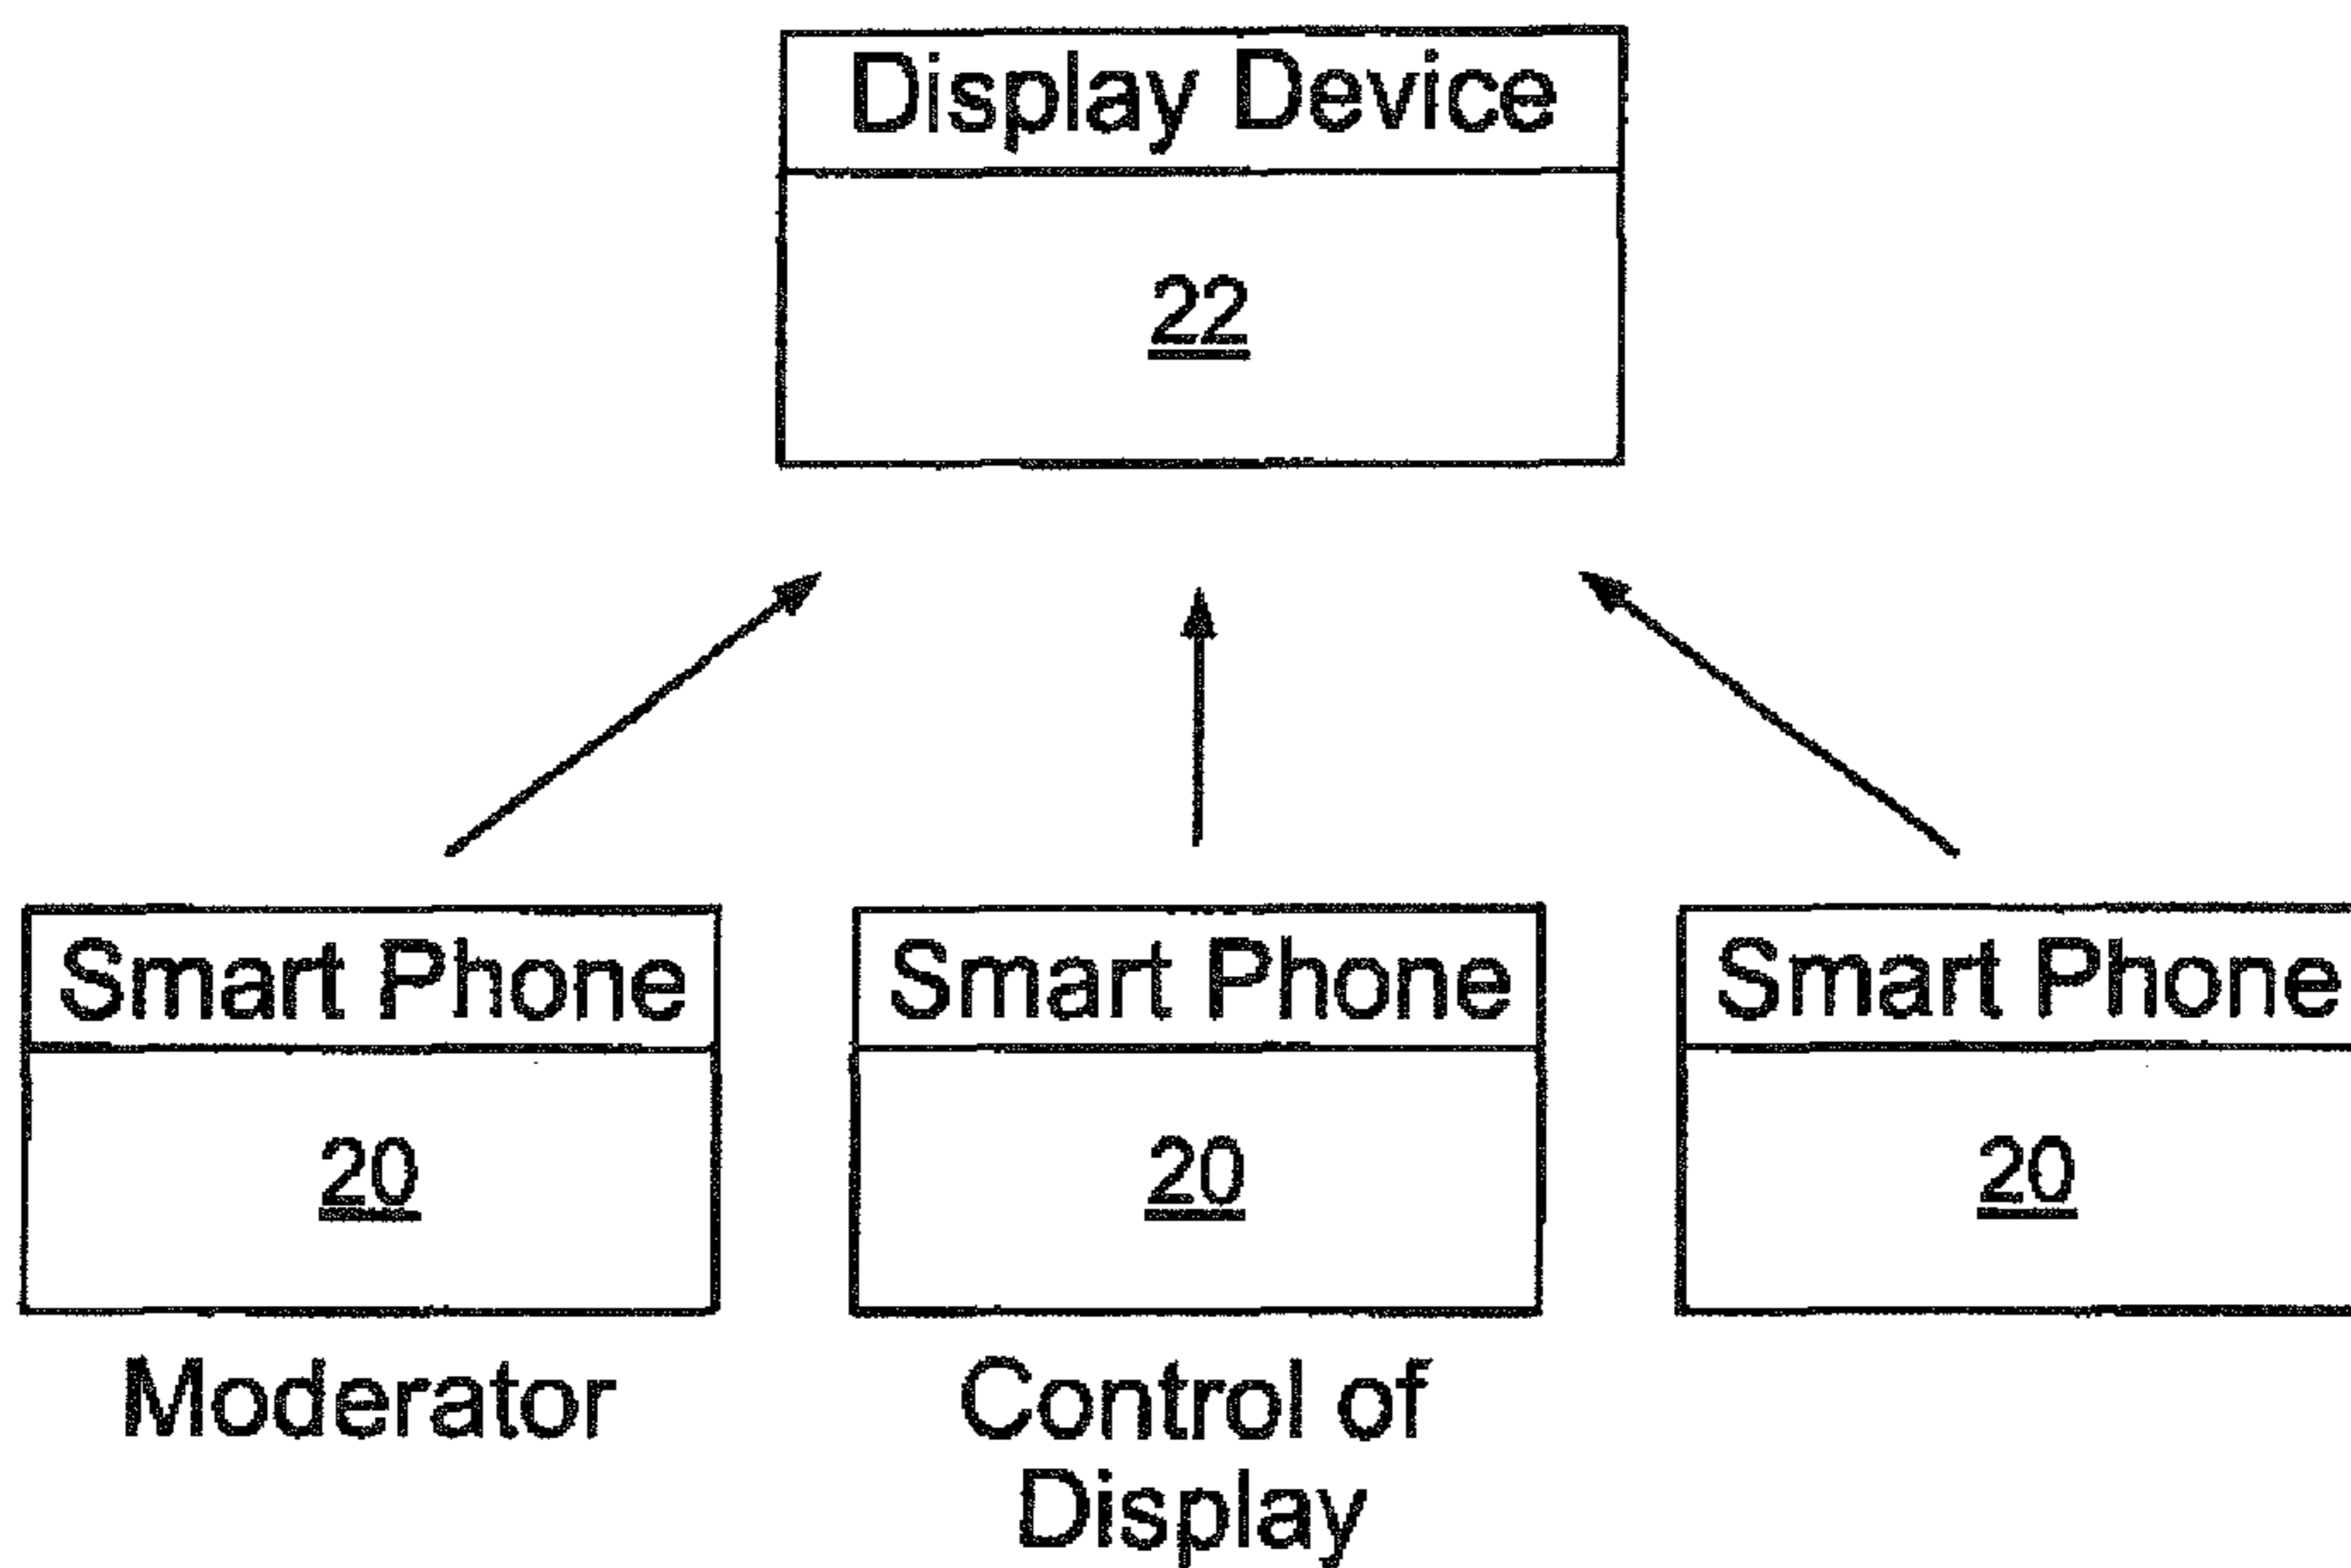 Display Device
22
Smart Phone
Smart Phone
Smart Phone
20
20
20
Moderator
Control of
Display